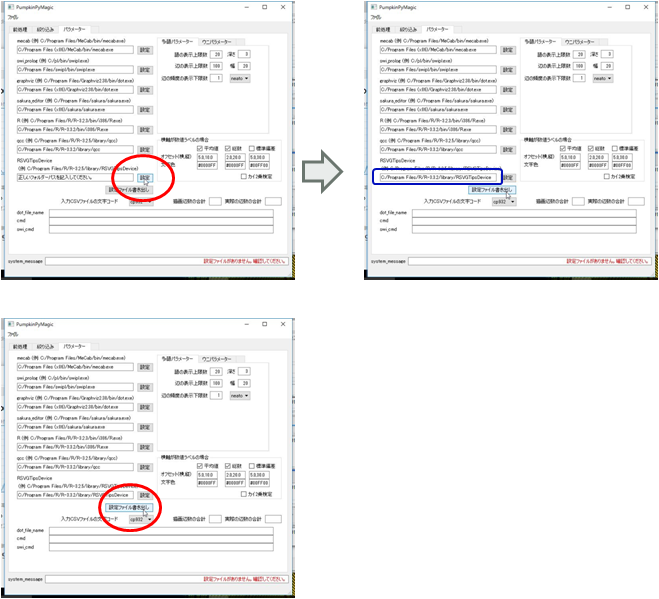 PumpkinPyMagic
ファイル
前処理 絞り込み パラメーター
mecab (例 C:/Program Files/MeCab/bin/mecab.exe)
C:/Program Files (x86)/MeCab/bin/mecab.exe 設定
swi_prolog (例 C:/pl/bin/swipl.exe)
C:/Program Files/swipl/bin/swipl.exe 設定
graphviz (例 C:/Program Files/Graphviz2.38/bin/dot.exe)
C:/Program Files (x86)/Graphviz2.38/bin/dot.exe 設定
sakura_editor (例 C:/Program Files/sakura/sakura.exe)
C:/Program Files (x86)/sakura/sakura.exe 設定
R (例 C:/Program Files/R/R-3.2.3/bin/i386/R.exe)
C:/Program Files/R/R-3.3.2/bin/i386/R.exe 設定
qcc (例 C:/Program Files/R/R-3.2.5/library/qcc)
C:/Program Files/R/R-3.3.2/library/qcc 設定
RSVGTipsDevice
(例 C:/Program Files/R/R-3.2.5/library/RSVGTipsDevice)
正しいフォルダーパスを記入してください。 設定
設定ファイル書き出し
入力CSVファイルの文字コード cp932 描画辺数の合計 実際の辺数の合計
多語パラメーター ワニパラメーター
語の表示上限数 20 深さ 3
辺の表示上限数 100 幅 20
辺の頻度の表示下限数 1 neato
横軸が数値ラベルの場合
平均値 総数 標準偏差
オフセット(横,縦) 5.0,10.0 2.0,20.0 5.0,30.0
文字色 #0000FF #0000FF #00FF00
カイ2乗検定
dot_file_name
cmd
swi_cmd
system_message 設定ファイルがありません。確認してください。
PumpkinPyMagic
ファイル
前処理 絞り込み パラメーター
mecab (例 C:/Program Files/MeCab/bin/mecab.exe)
C:/Program Files (x86)/MeCab/bin/mecab.exe 設定
swi_prolog (例 C:/pl/bin/swipl.exe)
C:/Program Files/swipl/bin/swipl.exe 設定
graphviz (例 C:/Program Files/Graphviz2.38/bin/dot.exe)
C:/Program Files (x86)/Graphviz2.38/bin/dot.exe 設定
sakura_editor (例 C:/Program Files/sakura/sakura.exe)
C:/Program Files (x86)/sakura/sakura.exe 設定
R (例 C:/Program Files/R/R-3.2.3/bin/i386/R.exe)
C:/Program Files/R/R-3.3.2/bin/i386/R.exe 設定
qcc (例 C:/Program Files/R/R-3.2.5/library/qcc)
C:/Program Files/R/R-3.3.2/library/qcc 設定
RSVGTipsDevice
(例 C:/Program Files/R/R-3.2.5/library/RSVGTipsDevice)
C:/Program Files/R/R-3.3.2/library/RSVGTipsDevice 設定
設定ファイル書き出し
入力CSVファイルの文字コード cp932 描画辺数の合計 実際の辺数の合計
多語パラメーター ワニパラメーター
語の表示上限数 20 深さ 3
辺の表示上限数 100 幅 20
辺の頻度の表示下限数 1 neato
横軸が数値ラベルの場合
平均値 総数 標準偏差
オフセット(横,縦) 5.0,10.0 2.0,20.0 5.0,30.0
文字色 #0000FF #0000FF #00FF00
カイ2乗検定
dot_file_name
cmd
swi_cmd
system_message 設定ファイルがありません。確認してください。
PumpkinPyMagic
ファイル
前処理 絞り込み パラメーター
mecab (例 C:/Program Files/MeCab/bin/mecab.exe)
C:/Program Files (x86)/MeCab/bin/mecab.exe 設定
swi_prolog (例 C:/pl/bin/swipl.exe)
C:/Program Files/swipl/bin/swipl.exe 設定
graphviz (例 C:/Program Files/Graphviz2.38/bin/dot.exe)
C:/Program Files (x86)/Graphviz2.38/bin/dot.exe 設定
sakura_editor (例 C:/Program Files/sakura/sakura.exe)
C:/Program Files (x86)/sakura/sakura.exe 設定
R (例 C:/Program Files/R/R-3.2.3/bin/i386/R.exe)
C:/Program Files/R/R-3.3.2/bin/i386/R.exe 設定
qcc (例 C:/Program Files/R/R-3.2.5/library/qcc)
C:/Program Files/R/R-3.3.2/library/qcc 設定
RSVGTipsDevice
(例 C:/Program Files/R/R-3.2.5/library/RSVGTipsDevice)
C:/Program Files/R/R-3.3.2/library/RSVGTipsDevice 設定
設定ファイル書き出し
入力CSVファイルの文字コード cp932 描画辺数の合計 実際の辺数の合計
多語パラメーター ワニパラメーター
語の表示上限数 20 深さ 3
辺の表示上限数 100 幅 20
辺の頻度の表示下限数 1 neato
横軸が数値ラベルの場合
平均値 総数 標準偏差
オフセット(横,縦) 5.0,10.0 2.0,20.0 5.0,30.0
文字色 #0000FF #0000FF #00FF00
カイ2乗検定
dot_file_name
cmd
swi_cmd
system_message 設定ファイルがありません。確認してください。